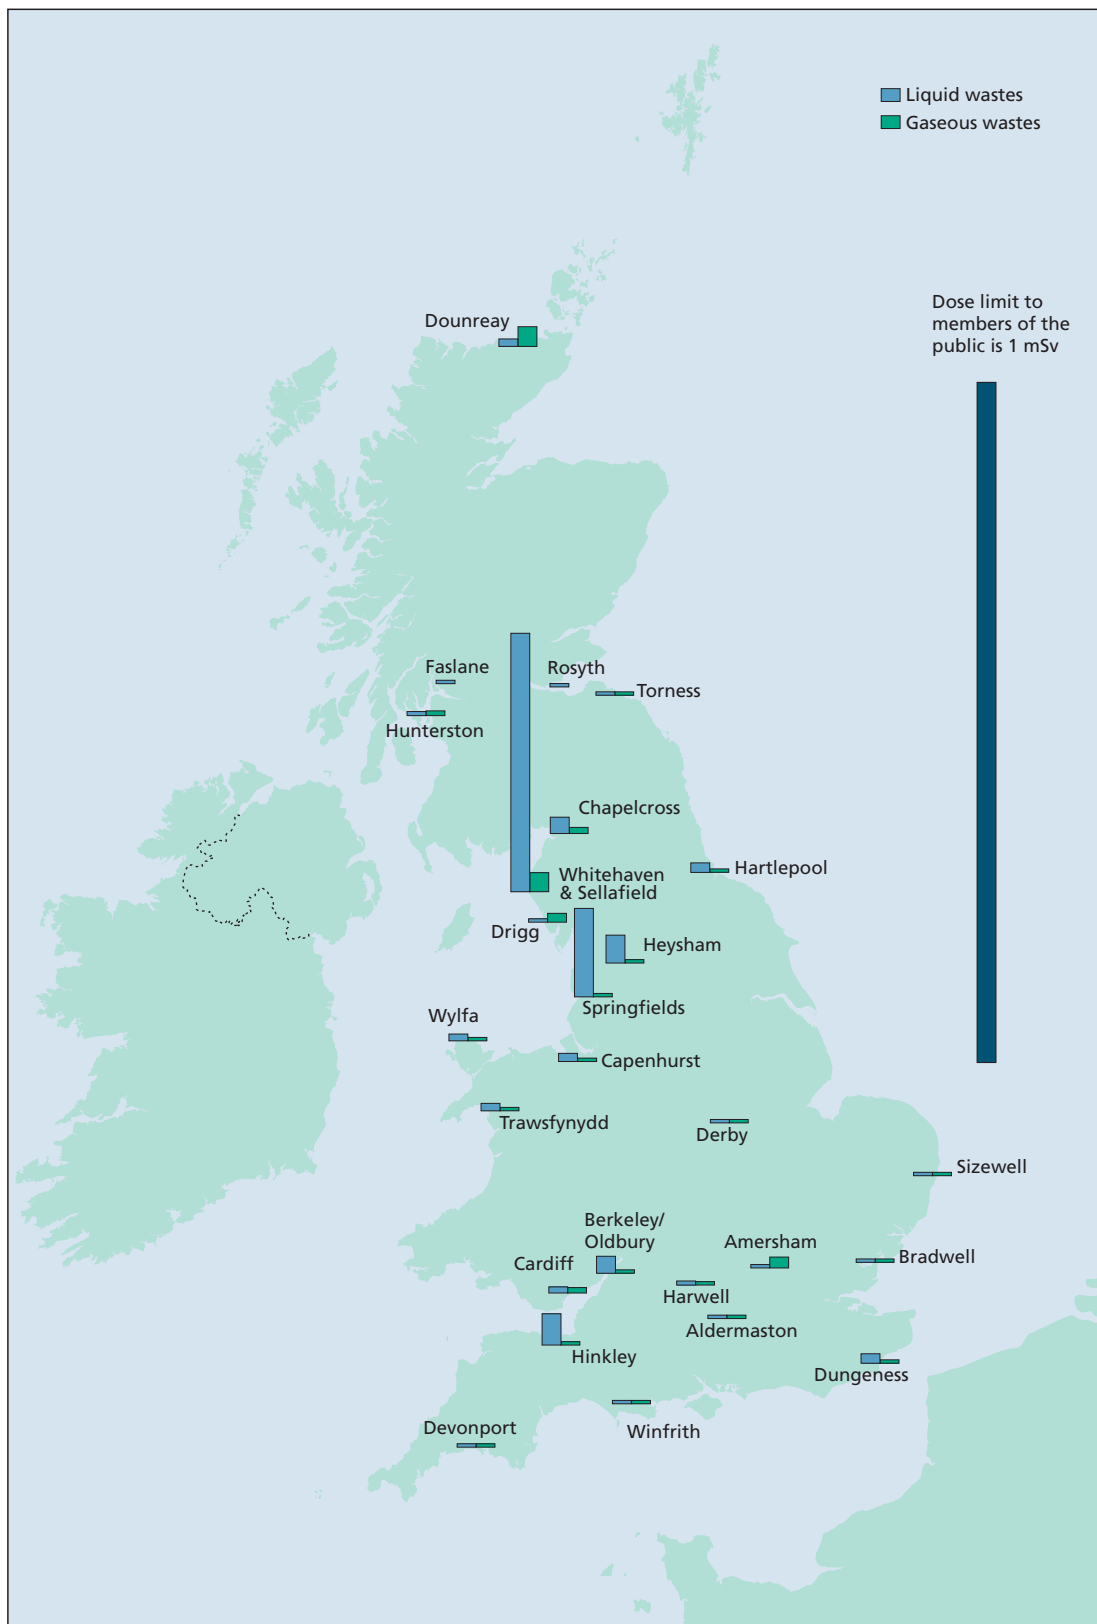 Liquid wastes
Gaseous wastes
Dose limit to
members of the
public is 1 mSv
Dounreay
Faslane
Rosyth
Torness
Hunterston
Chapelcross
Hartlepool
Whitehaven
& Sellafield
Drigg
Heysham
Springfields
Wylfa
Capenhurst
Trawsfynydd
Derby
Sizewell
Berkeley/
Oldbury
Amersham
Bradwell
Cardiff
Harwell
Aldermaston
Hinkley
Dungeness
Devonport
Winfrith